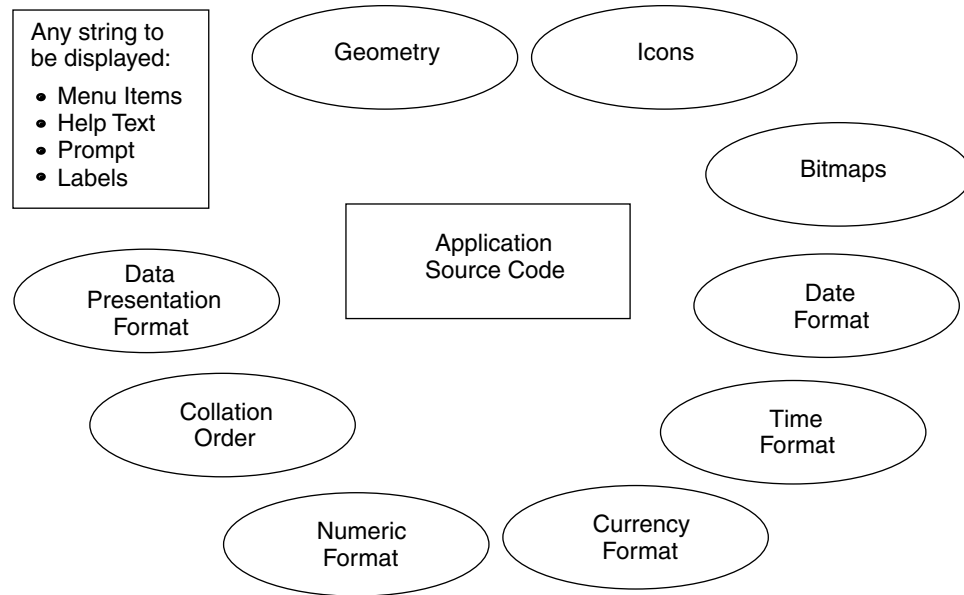 Any string to
be displayed:
• Menu Items
• Help Text
• Prompt
• Labels
Geometry
Icons
Bitmaps
Application
Source Code
Data
Presentation
Format
Date
Format
Collation
Order
Time
Format
Numeric
Format
Currency
Format